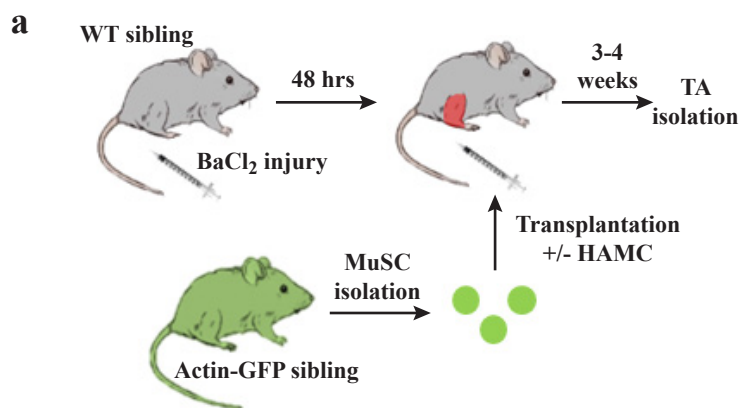 a
WT sibling
48 hrs
3-4
weeks
TA
isolation
BaCl₂ injury
Transplantation
+/- HAMC
MuSC
isolation
Actin-GFP sibling